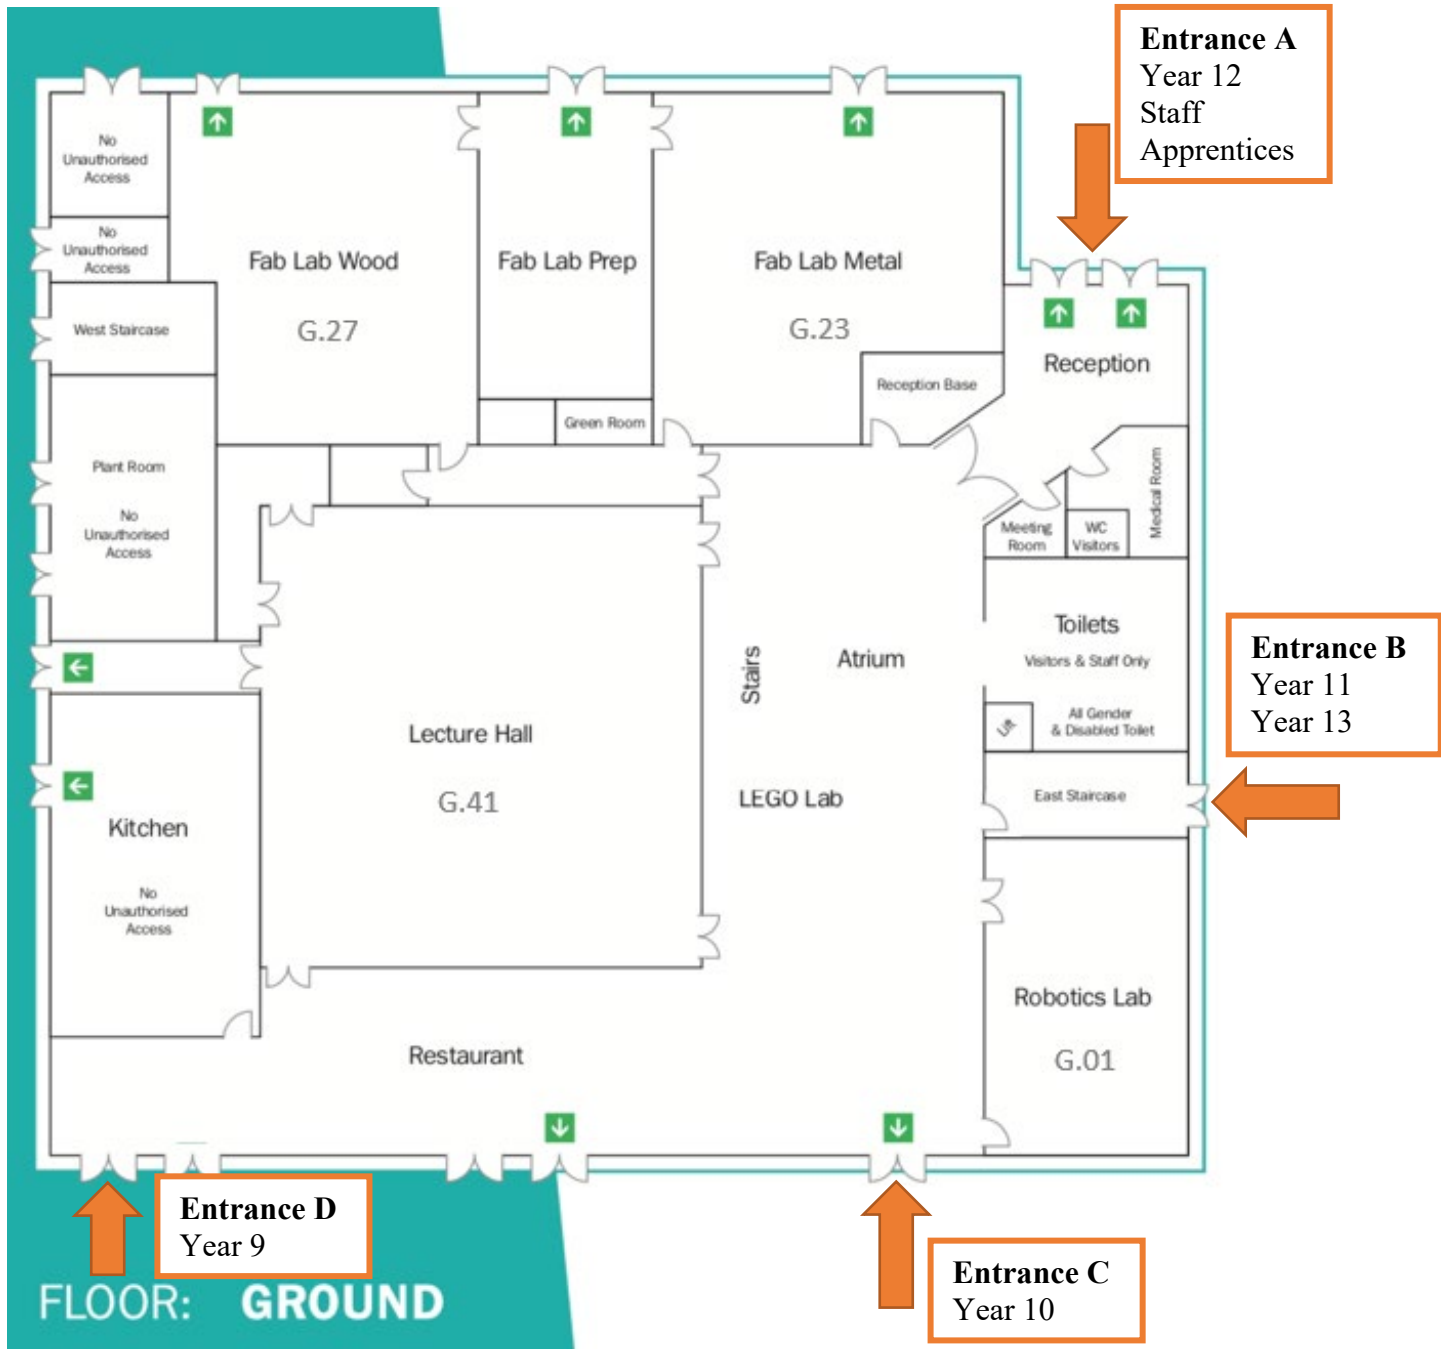 Entrance A
Year 12
Staff
Apprentices
No
Unauthorised
Access
No
Unauthorised
Access
Fab Lab Wood
G.27
Fab Lab Prep
Fab Lab Metal
G.23
West Staircase
Reception
Reception Base
Green Room
Plant Room
No
Unauthorised
Access
Medical Room
Meeting
Room
WC
Visitors
Toilets
Visitors & Staff Only
All Gender
& Disabled Toilet
Lift
Entrance B
Year 11
Year 13
Stairs
Atrium
Lecture Hall
G.41
LEGO Lab
East Staircase
Kitchen
No
Unauthorised
Access
Robotics Lab
G.01
Restaurant
Entrance D
Year 9
Entrance C
Year 10
FLOOR: GROUND